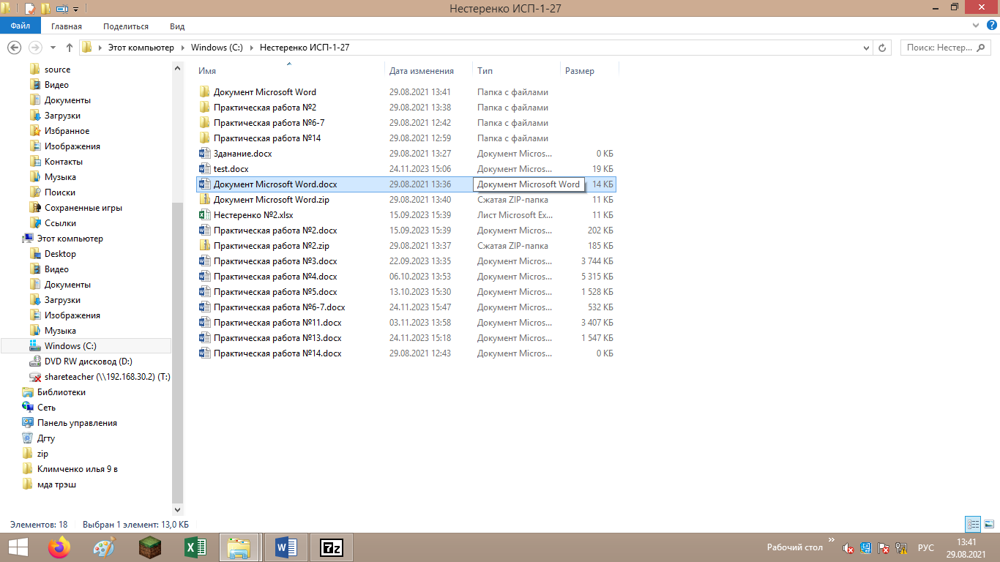 Нестеренко ИСП-1-27
Файл Главная Поделиться Вид
Этот компьютер Windows (C:) Нестеренко ИСП-1-27 Поиск: Нестер...
source
Видео
Документы
Загрузки
Избранное
Изображения
Контакты
Музыка
Поиски
Сохраненные игры
Ссылки
Этот компьютер
Desktop
Видео
Документы
Загрузки
Изображения
Музыка
Windows (C:)
DVD RW дисковод (D:)
shareteacher (\\192.168.30.2) (T:)
Библиотеки
Сеть
Панель управления
Дгту
zip
Климченко илья 9 в
мда трэш
Имя Дата изменения Тип Размер
Документ Microsoft Word 29.08.2021 13:41 Папка с файлами
Практическая работа №2 29.08.2021 13:38 Папка с файлами
Практическая работа №6-7 29.08.2021 12:42 Папка с файлами
Практическая работа №14 29.08.2021 12:59 Папка с файлами
Зданание.docx 29.08.2021 13:27 Документ Micros... 0 КБ
test.docx 24.11.2023 15:06 Документ Micros... 19 КБ
Документ Microsoft Word.docx 29.08.2021 13:36 Документ Microsoft Word 14 КБ
Документ Microsoft Word.zip 29.08.2021 13:40 Сжатая ZIP-папка 11 КБ
Нестеренко №2.xlsx 15.09.2023 15:39 Лист Microsoft Ex... 11 КБ
Практическая работа №2.docx 15.09.2023 15:39 Документ Micros... 202 КБ
Практическая работа №2.zip 29.08.2021 13:37 Сжатая ZIP-папка 185 КБ
Практическая работа №3.docx 22.09.2023 13:35 Документ Micros... 3 744 КБ
Практическая работа №4.docx 06.10.2023 13:53 Документ Micros... 5 315 КБ
Практическая работа №5.docx 13.10.2023 15:30 Документ Micros... 1 528 КБ
Практическая работа №6-7.docx 24.11.2023 15:47 Документ Micros... 532 КБ
Практическая работа №11.docx 03.11.2023 13:58 Документ Micros... 3 407 КБ
Практическая работа №13.docx 24.11.2023 15:18 Документ Micros... 1 547 КБ
Практическая работа №14.docx 29.08.2021 12:43 Документ Micros... 0 КБ
Элементов: 18 Выбран 1 элемент: 13,0 КБ
7z
Рабочий стол
РУС
13:41
29.08.2021